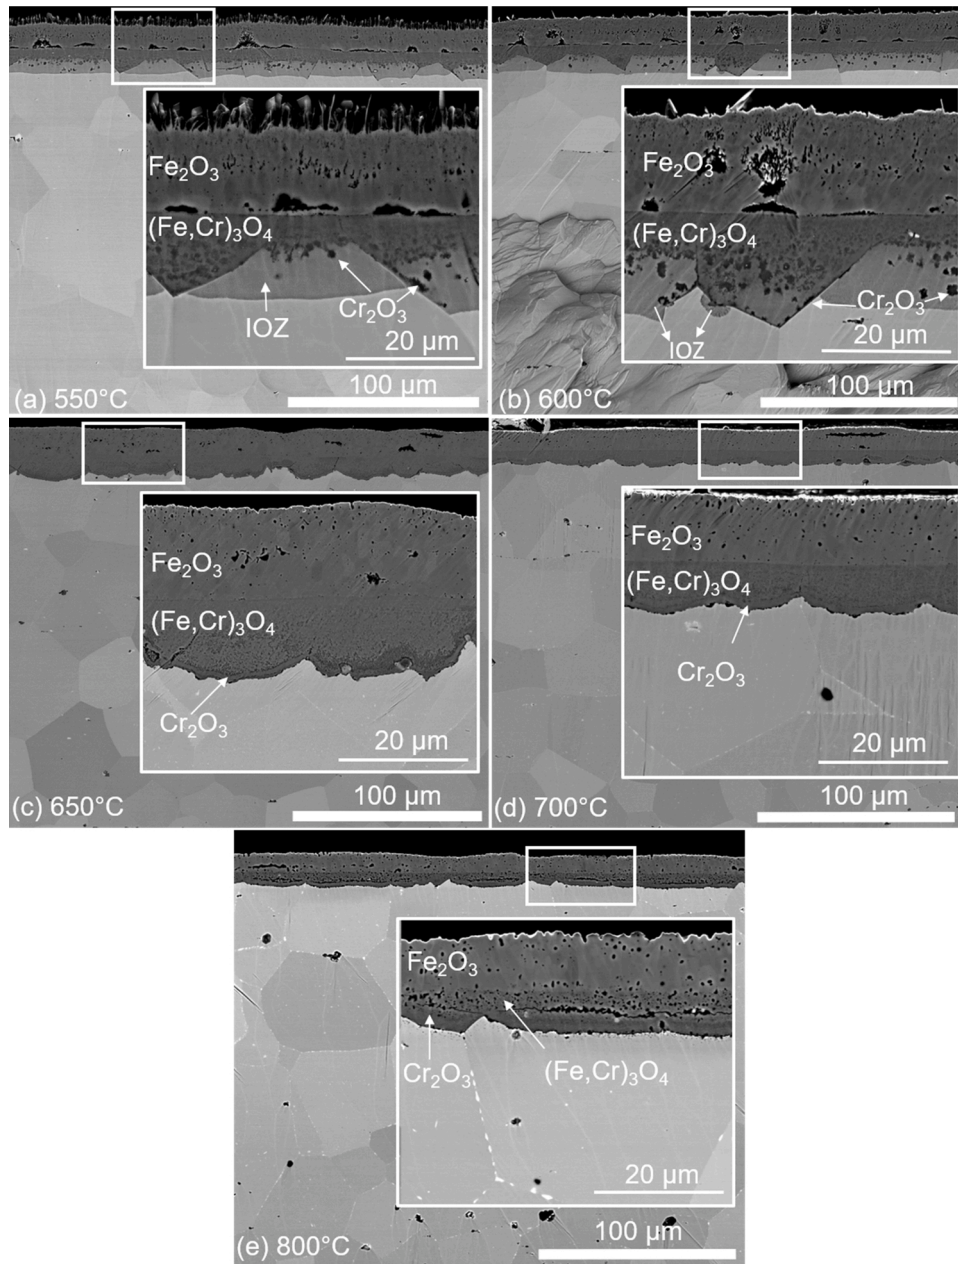 Fe₂O₃
(Fe,Cr)₃O₄
IOZ
Cr₂O₃
20 µm
100 µm
(a) 550°C
Fe₂O₃
(Fe,Cr)₃O₄
IOZ
Cr₂O₃
20 µm
100 µm
(b) 600°C
Fe₂O₃
(Fe,Cr)₃O₄
Cr₂O₃
20 µm
100 µm
(c) 650°C
Fe₂O₃
(Fe,Cr)₃O₄
Cr₂O₃
20 µm
100 µm
(d) 700°C
Fe₂O₃
Cr₂O₃
(Fe,Cr)₃O₄
20 µm
100 µm
(e) 800°C